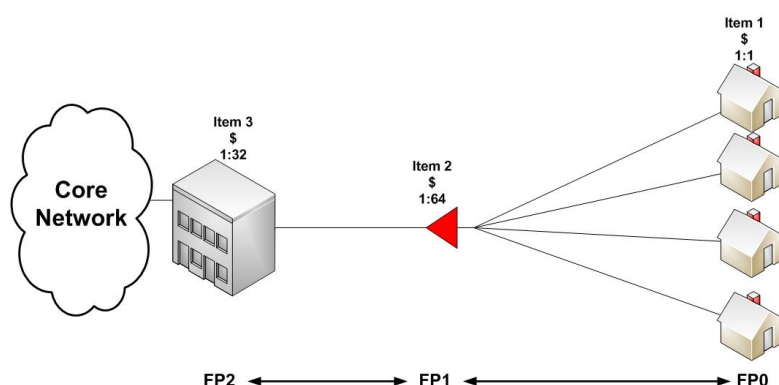 Item 1
$
1:1
Item 3
$
1:32
Item 2
$
1:64
Core
Network
FP2
FP1
FP0